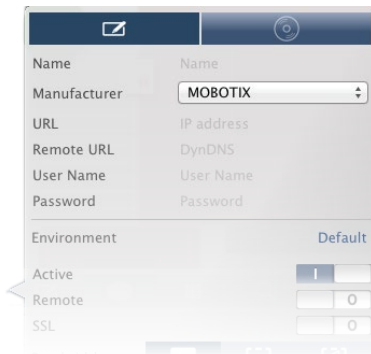 Name Name
Manufacturer MOBOTIX
URL IP address
Remote URL DynDNS
User Name User Name
Password Password
Environment Default
Active I
Remote O
SSL O